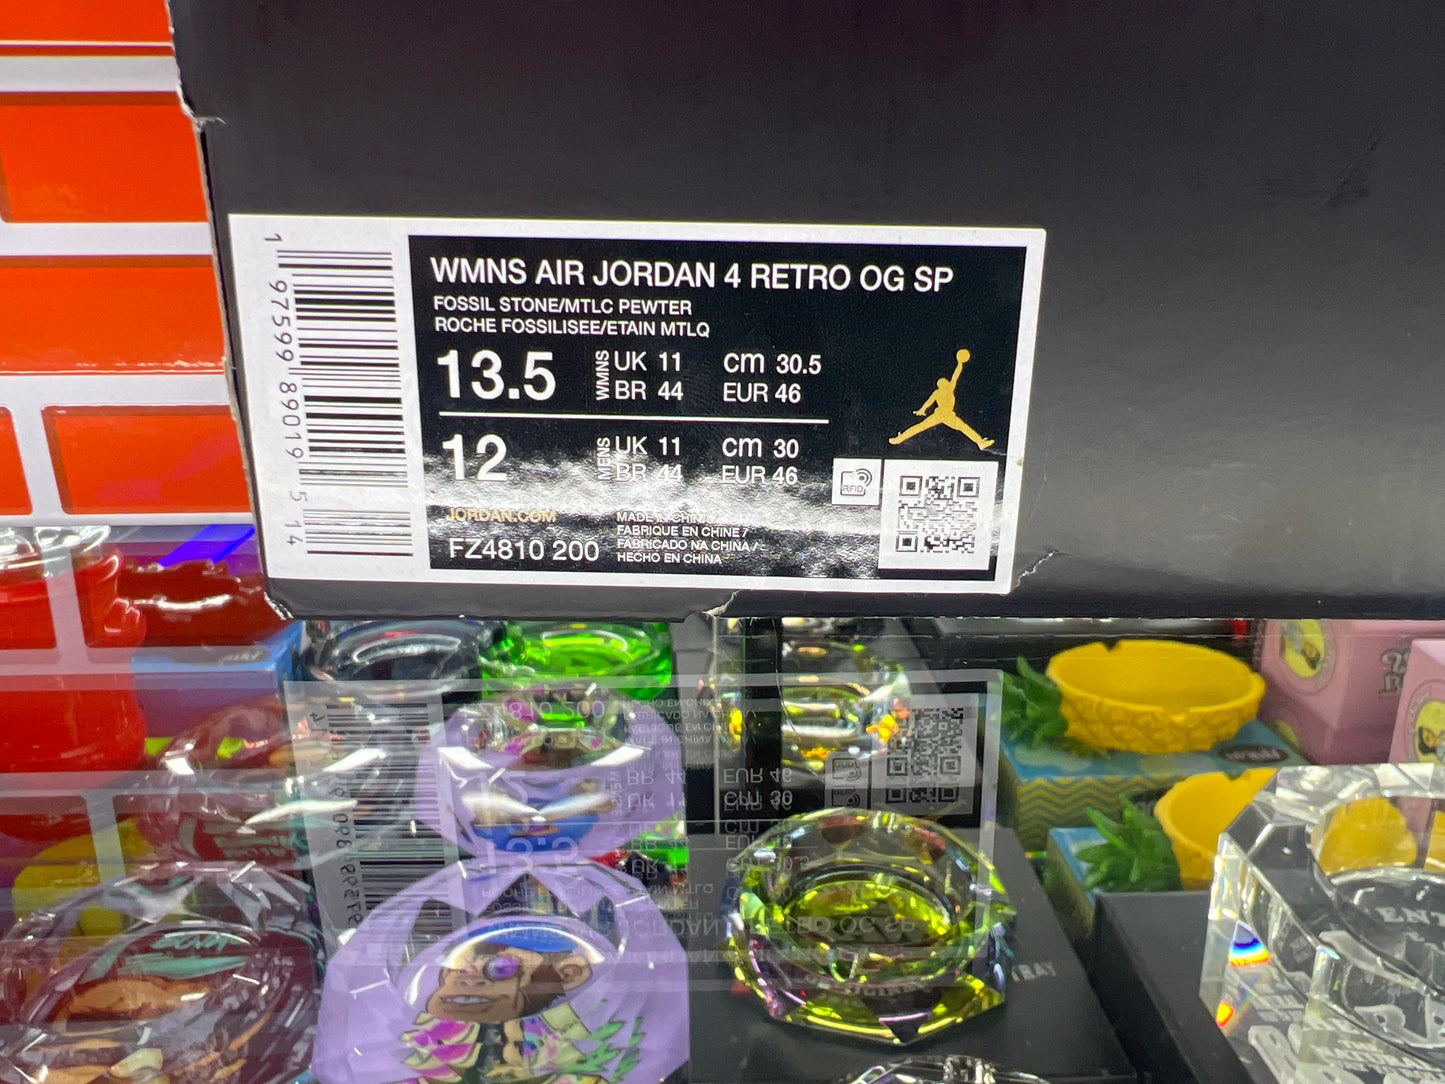 WMNS AIR JORDAN 4 RETRO OG SP
FOSSIL STONE/MTLC PEWTER
ROCHE FOSSILISEE/ETAIN MTLQ
13.5 WMNS UK 11 cm 30.5
BR 44 EUR 46
12 MENS UK 11 cm 30
BR 44 EUR 46
RFID
JORDAN.COM
FZ4810 200
MADE IN CHINA /
FABRIQUE EN CHINE /
FABRICADO NA CHINA /
HECHO EN CHINA
1 97599 89019 5 14